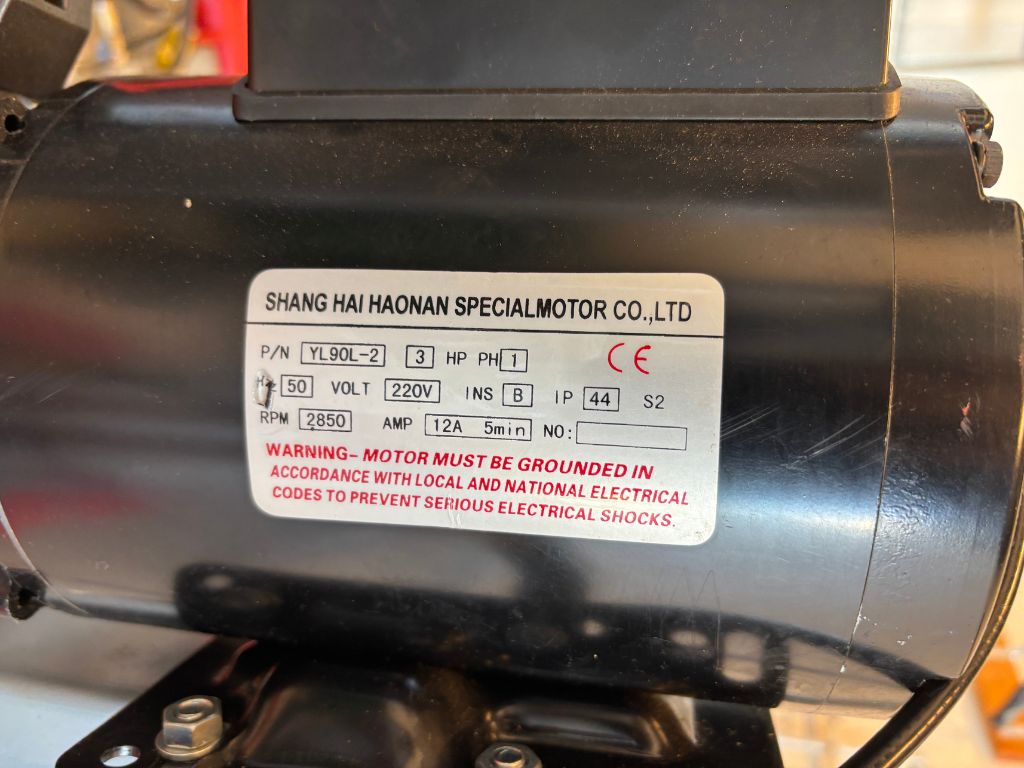 SHANG HAI HAONAN SPECIALMOTOR CO.,LTD
P/N YL90L-2 3 HP PH 1 CE
Hz 50 VOLT 220V INS B IP 44 S2
RPM 2850 AMP 12A 5min NO:
WARNING- MOTOR MUST BE GROUNDED IN
ACCORDANCE WITH LOCAL AND NATIONAL ELECTRICAL
CODES TO PREVENT SERIOUS ELECTRICAL SHOCKS.